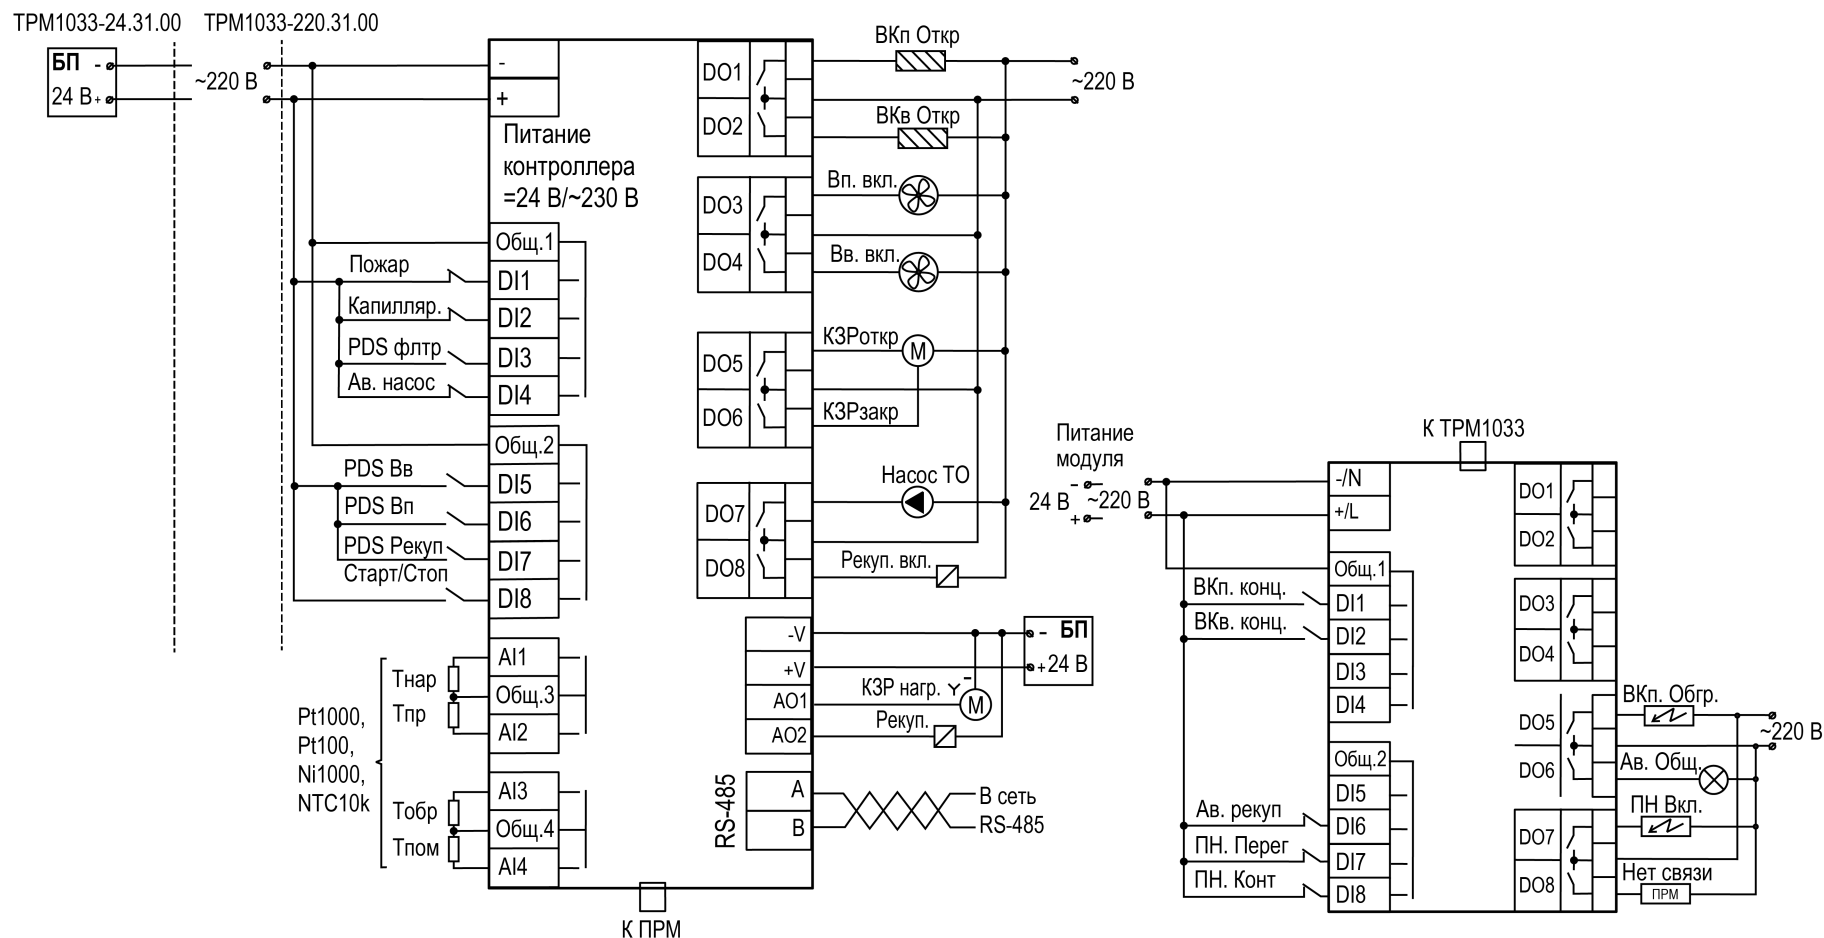 ТРМ1033-24.31.00
ТРМ1033-220.31.00
БП -
24 В +
~220 В
-
+
Питание
контроллера
=24 В/~230 В
Общ.1
Пожар
DI1
Капилляр.
DI2
PDS флтр
DI3
Ав. насос
DI4
Общ.2
PDS Вв
DI5
PDS Вп
DI6
PDS Рекуп
DI7
Старт/Стоп
DI8
AI1
Тнар
Общ.3
Тпр
AI2
Pt1000,
Pt100,
Ni1000,
NTC10k
AI3
Тобр
Общ.4
Тпом
AI4
DO1
ВКп Откр
~220 В
DO2
ВКв Откр
DO3
Вп. вкл.
DO4
Вв. вкл.
DO5
КЗРоткр
М
DO6
КЗРзакр
DO7
Насос ТО
DO8
Рекуп. вкл.
-V
- БП
+V
+ 24 В
AO1
КЗР нагр. Y -
М
AO2
Рекуп.
RS-485
A
B
В сеть
RS-485
К ПРМ
К ТРМ1033
Питание
модуля
-
24 В ~220 В
+
-/N
+/L
Общ.1
ВКп. конц.
DI1
ВКв. конц.
DI2
DI3
DI4
Общ.2
DI5
Ав. рекуп
DI6
ПН. Перег
DI7
ПН. Конт
DI8
DO1
DO2
DO3
DO4
DO5
ВКп. Обгр.
~220 В
DO6
Ав. Общ.
DO7
ПН Вкл.
DO8
Нет связи
ПРМ